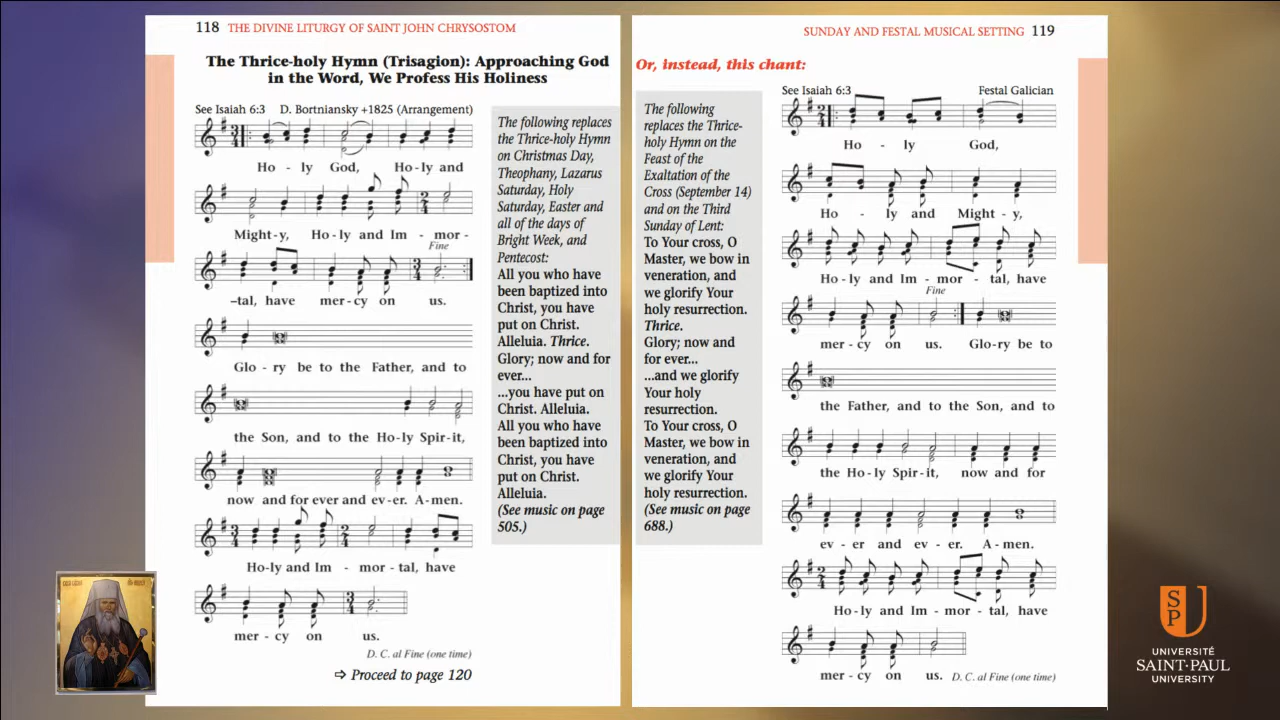 118 THE DIVINE LITURGY OF SAINT JOHN CHRYSOSTOM
The Thrice-holy Hymn (Trisagion): Approaching God
in the Word, We Profess His Holiness
See Isaiah 6:3 D. Bortniansky +1825 (Arrangement)
Ho - ly God, Ho-ly and
Might-y, Ho-ly and Im - mor -
Fine
–tal, have mer-cy on us.
Glo - ry be to the Father, and to
the Son, and to the Ho-ly Spir-it,
now and for ever and ev-er. A-men.
Ho-ly and Im - mor - tal, have
mer - cy on us.
D. C. al Fine (one time)
⇨ Proceed to page 120
The following replaces
the Thrice-holy Hymn
on Christmas Day,
Theophany, Lazarus
Saturday, Holy
Saturday, Easter and
all of the days of
Bright Week, and
Pentecost:
All you who have
been baptized into
Christ, you have
put on Christ.
Alleluia. Thrice.
Glory; now and for
ever...
...you have put on
Christ. Alleluia.
All you who have
been baptized into
Christ, you have
put on Christ.
Alleluia.
(See music on page
505.)
SUNDAY AND FESTAL MUSICAL SETTING 119
Or, instead, this chant:
The following
replaces the Thrice-
holy Hymn on the
Feast of the
Exaltation of the
Cross (September 14)
and on the Third
Sunday of Lent:
To Your cross, O
Master, we bow in
veneration, and
we glorify Your
holy resurrection.
Thrice.
Glory; now and
for ever...
...and we glorify
Your holy
resurrection.
To Your cross, O
Master, we bow in
veneration, and
we glorify Your
holy resurrection.
(See music on page
688.)
See Isaiah 6:3 Festal Galician
Ho - ly God,
Ho - ly and Might - y,
Ho-ly and Im - mor - tal, have
Fine
mer - cy on us. Glo-ry be to
the Father, and to the Son, and to
the Ho-ly Spir-it, now and for
ev - er and ev - er. A-men.
Ho-ly and Im-mor - tal, have
mer - cy on us. D. C. al Fine (one time)
SP
UNIVERSITÉ
SAINT·PAUL
UNIVERSITY